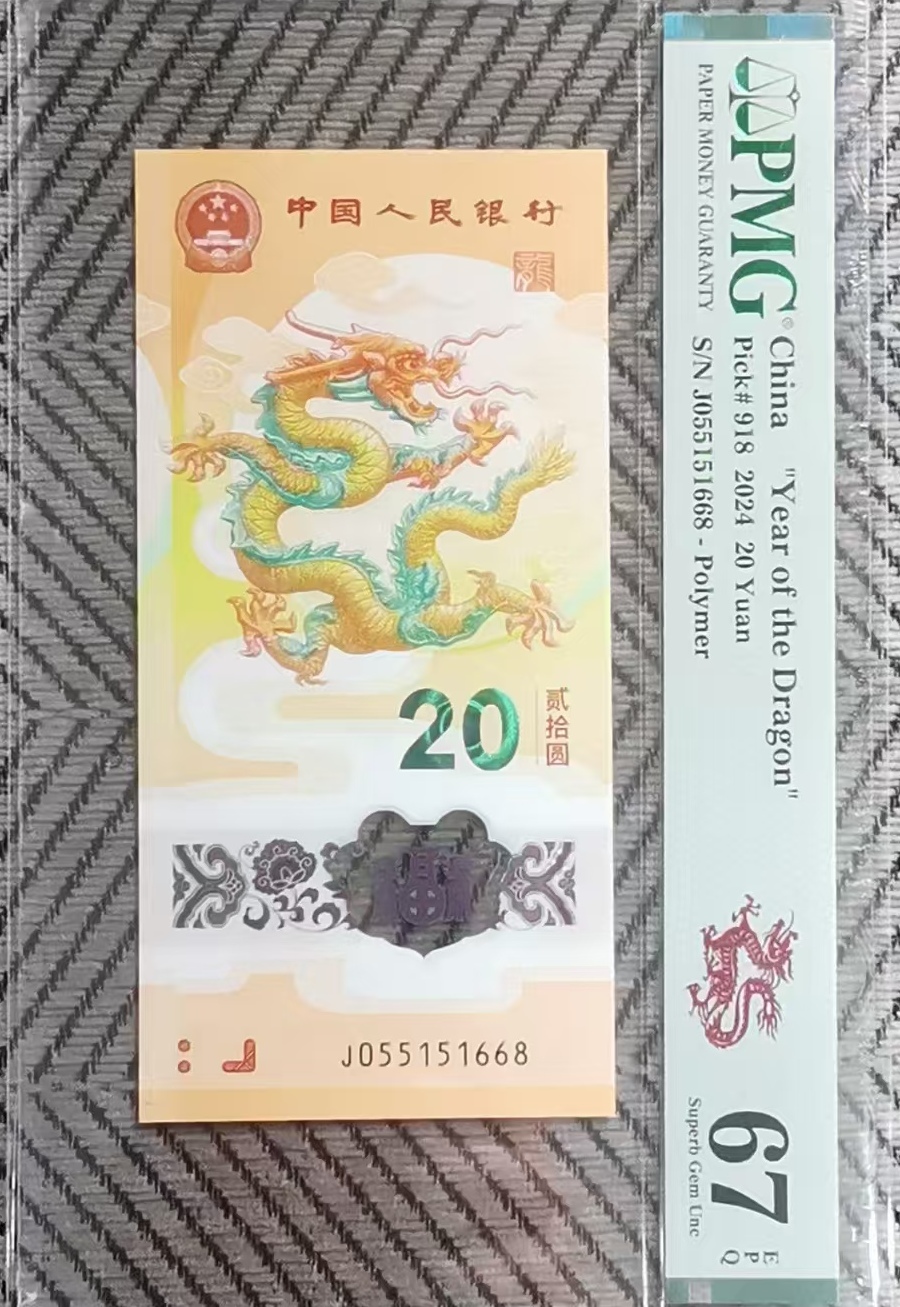 中国人民银行
龍
20
贰拾圆
J055151668
PMG®
PAPER MONEY GUARANTY
China "Year of the Dragon"
Pick# 918 2024 20 Yuan
S/N J055151668 - Polymer
67
EPQ
Superb Gem Unc